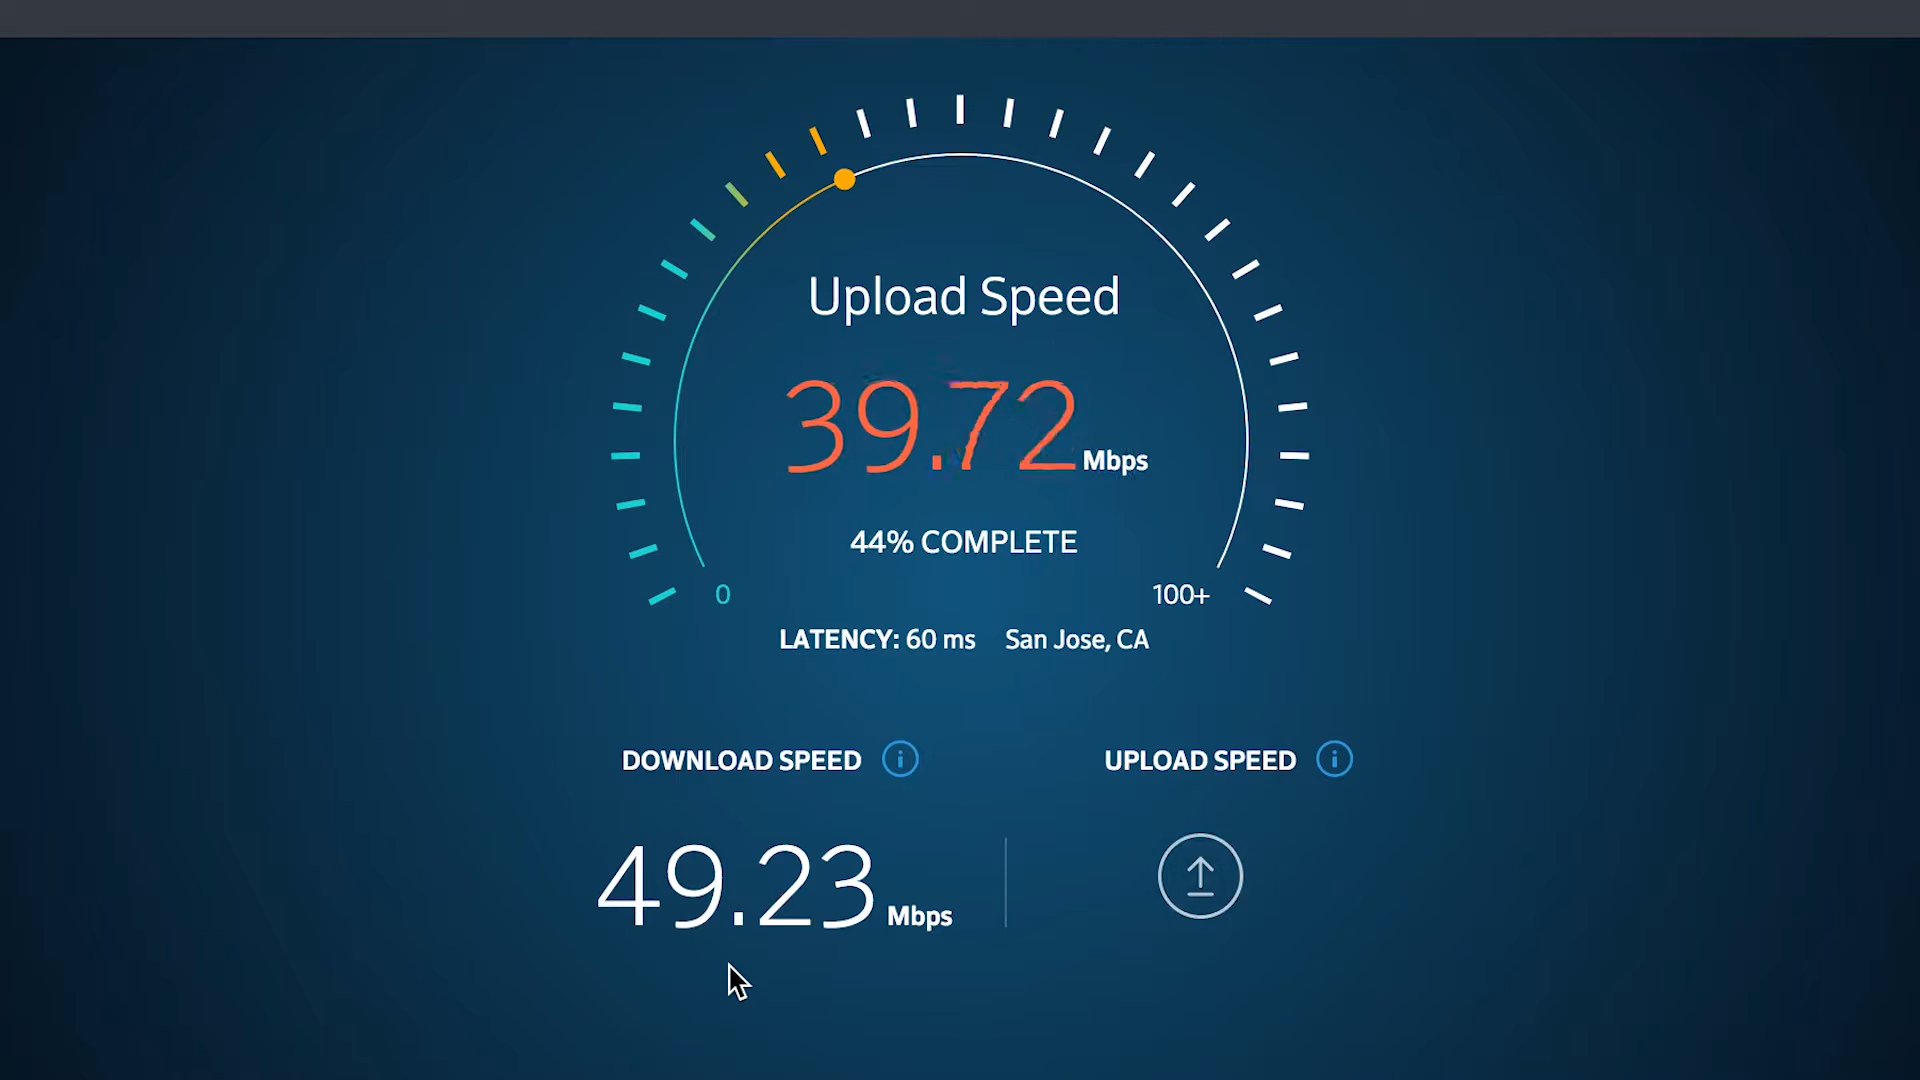 Upload Speed
39.72 Mbps
44% COMPLETE
0 100+
LATENCY: 60 ms San Jose, CA
DOWNLOAD SPEED i UPLOAD SPEED i
49.23 Mbps